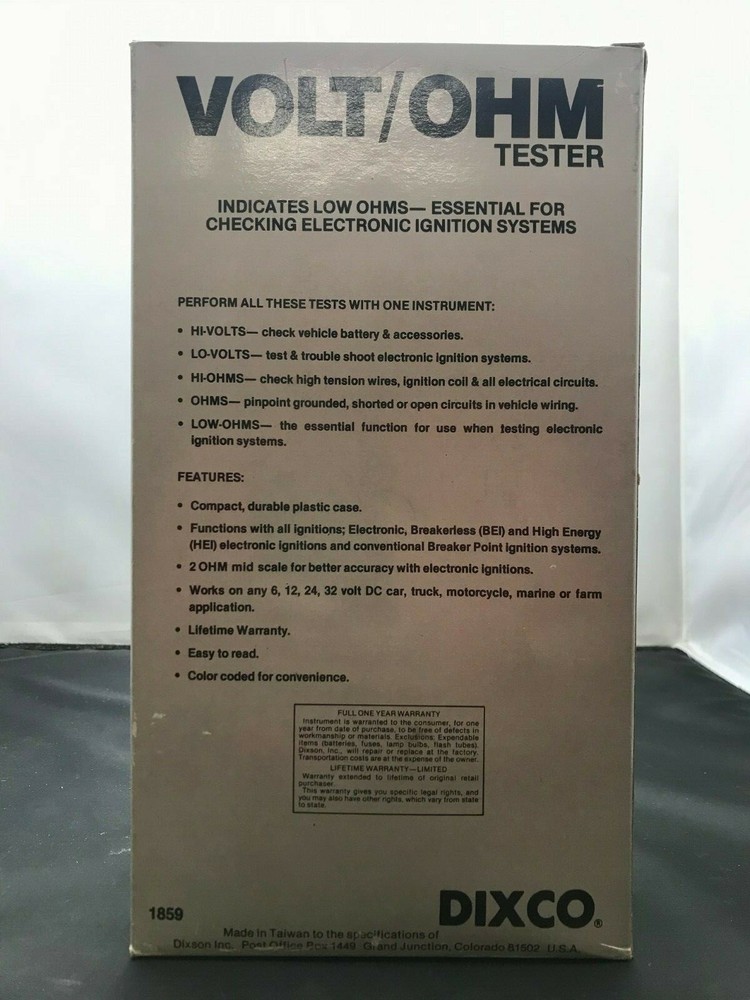 VOLT/OHM
TESTER
INDICATES LOW OHMS— ESSENTIAL FOR
CHECKING ELECTRONIC IGNITION SYSTEMS
PERFORM ALL THESE TESTS WITH ONE INSTRUMENT:
• HI-VOLTS— check vehicle battery & accessories.
• LO-VOLTS— test & trouble shoot electronic ignition systems.
• HI-OHMS— check high tension wires, ignition coil & all electrical circuits.
• OHMS— pinpoint grounded, shorted or open circuits in vehicle wiring.
• LOW-OHMS— the essential function for use when testing electronic
ignition systems.
FEATURES:
• Compact, durable plastic case.
• Functions with all ignitions; Electronic, Breakerless (BEI) and High Energy
(HEI) electronic ignitions and conventional Breaker Point ignition systems.
• 2 OHM mid scale for better accuracy with electronic ignitions.
• Works on any 6, 12, 24, 32 volt DC car, truck, motorcycle, marine or farm
application.
• Lifetime Warranty.
• Easy to read.
• Color coded for convenience.
FULL ONE YEAR WARRANTY
Instrument is warranted to the consumer, for one
year from date of purchase, to be free of defects in
workmanship or materials. Exclusions: Expendable
items (batteries, fuses, lamp bulbs, flash tubes).
Dixson, Inc., will repair or replace at the factory.
Transportation costs are at the expense of the owner.
LIFETIME WARRANTY—LIMITED
Warranty extended to lifetime of original retail
purchaser.
This warranty gives you specific legal rights, and
you may also have other rights, which vary from state
to state.
1859
DIXCO®
Made in Taiwan to the specifications of
Dixson Inc. Post Office Box 1449 Grand Junction, Colorado 81502 U.S.A.